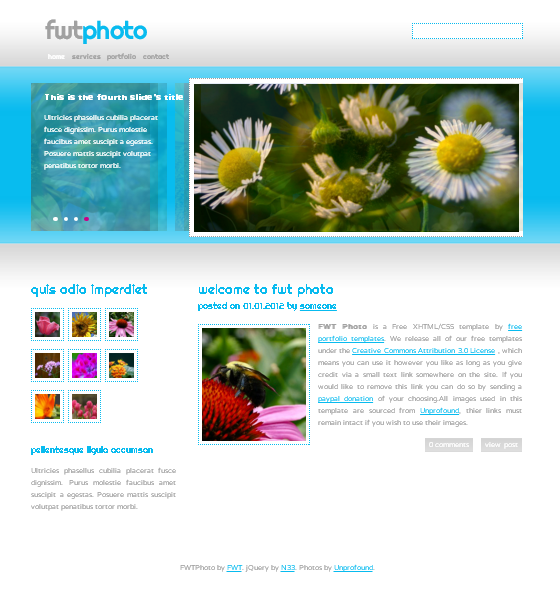 fwtphoto
home services portfolio contact
This is the fourth slide's title
Ultricies phasellus cubilia placerat
fusce dignissim. Purus molestie
faucibus amet suscipit a egestas.
Posuere mattis suscipit volutpat
penatibus tortor morbi.
quis adio imperdiet
pellentesque ligula accumsan
Ultricies phasellus cubilia placerat fusce
dignissim. Purus molestie faucibus amet
suscipit a egestas. Posuere mattis suscipit
volutpat penatibus tortor morbi.
welcome to fwt photo
posted on 01.01.2012 by someone
FWT Photo is a Free XHTML/CSS template by free
portfolio templates. We release all of our free templates
under the Creative Commons Attribution 3.0 License , which
means you can use it however you like as long as you give
credit via a small text link somewhere on the site. If you
would like to remove this link you can do so by sending a
paypal donation of your choosing.All images used in this
template are sourced from Unprofound, thier links must
remain intact if you wish to use their images.
0 comments view post
FWTPhoto by FWT. jQuery by N33. Photos by Unprofound.